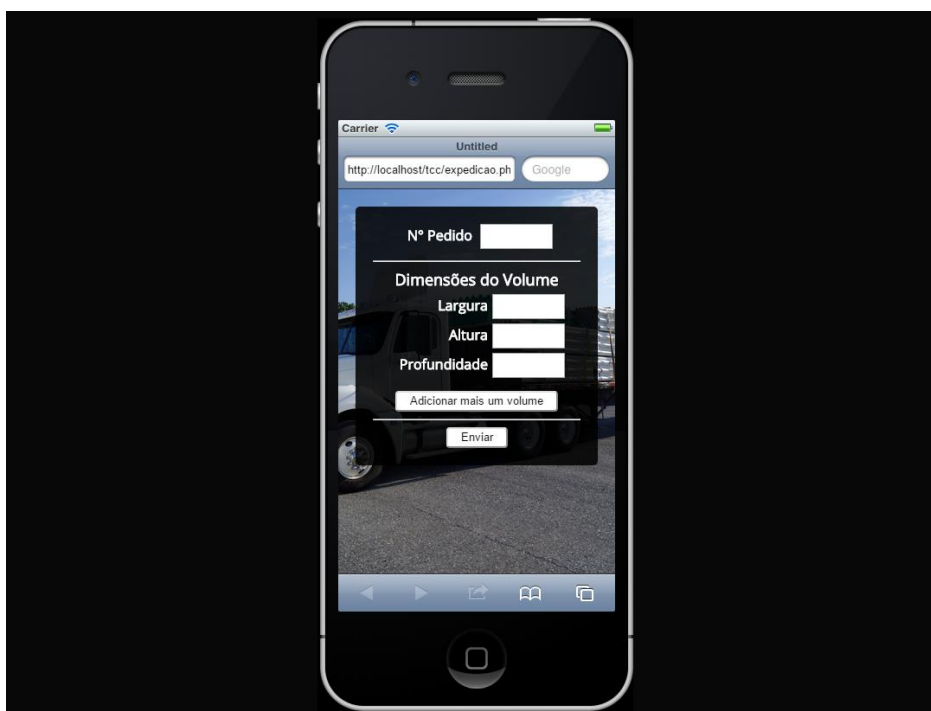 Carrier
Untitled
http://localhost/tcc/expedicao.ph
Google
Nº Pedido
Dimensões do Volume
Largura
Altura
Profundidade
Adicionar mais um volume
Enviar